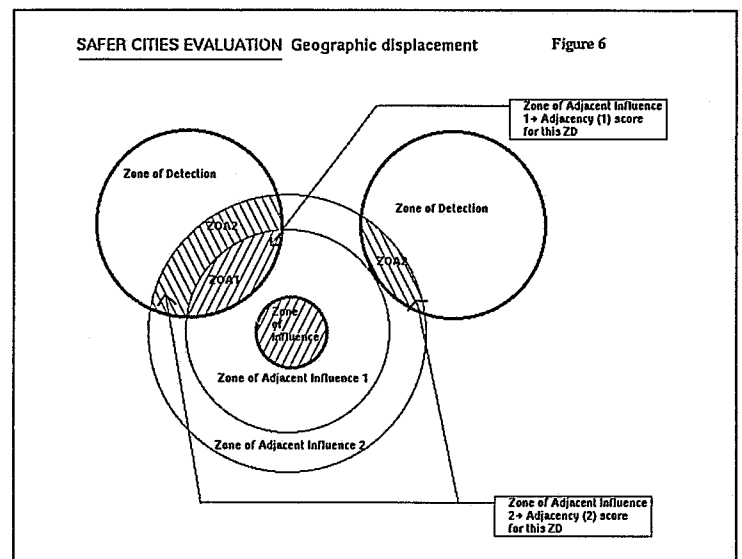 SAFER CITIES EVALUATION Geographic displacement Figure 6
Zone of Adjacent Influence
1→ Adjacency (1) score
for this ZD
Zone of Detection
Zone of Detection
ZOA2
ZOA2
ZOA1
Zone
of
Influence
Zone of Adjacent Influence 1
Zone of Adjacent Influence 2
Zone of Adjacent Influence
2→ Adjacency (2) score
for this ZD